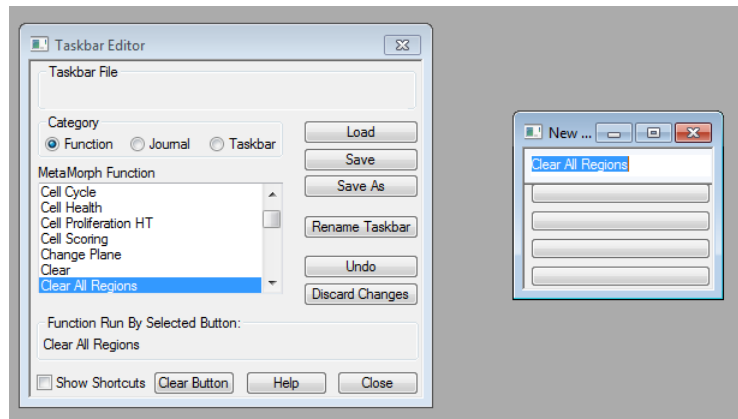 Taskbar Editor
Taskbar File
Category
Function Journal Taskbar
MetaMorph Function
Cell Cycle
Cell Health
Cell Proliferation HT
Cell Scoring
Change Plane
Clear
Clear All Regions
Load
Save
Save As
Rename Taskbar
Undo
Discard Changes
Function Run By Selected Button:
Clear All Regions
Show Shortcuts Clear Button Help Close
New ...
Clear All Regions